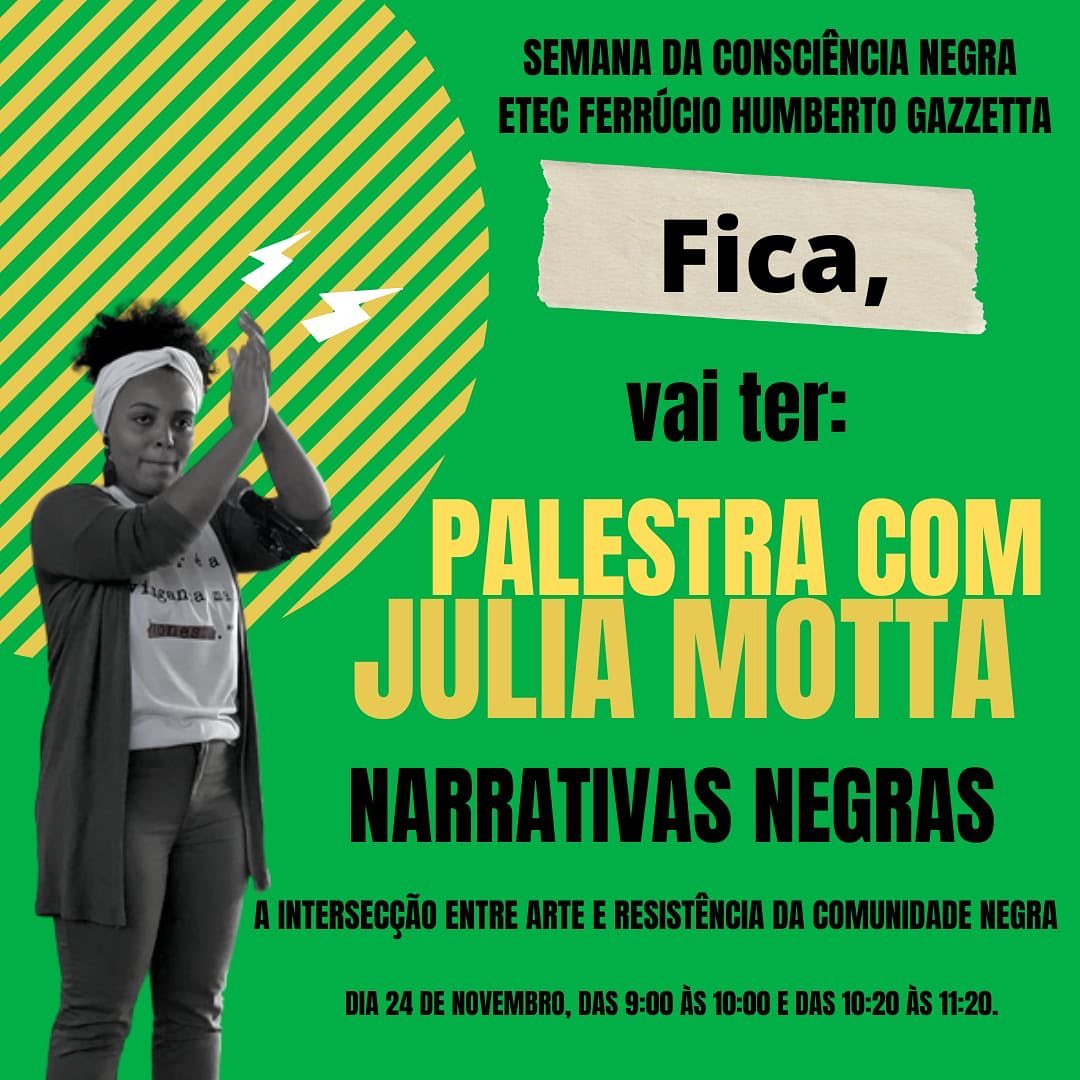 SEMANA DA CONSCIÊNCIA NEGRA
ETEC FERRÚCIO HUMBERTO GAZZETTA
Fica,
vai ter:
PALESTRA COM
JULIA MOTTA
NARRATIVAS NEGRAS
A INTERSECÇÃO ENTRE ARTE E RESISTÊNCIA DA COMUNIDADE NEGRA
DIA 24 DE NOVEMBRO, DAS 9:00 ÀS 10:00 E DAS 10:20 ÀS 11:20.